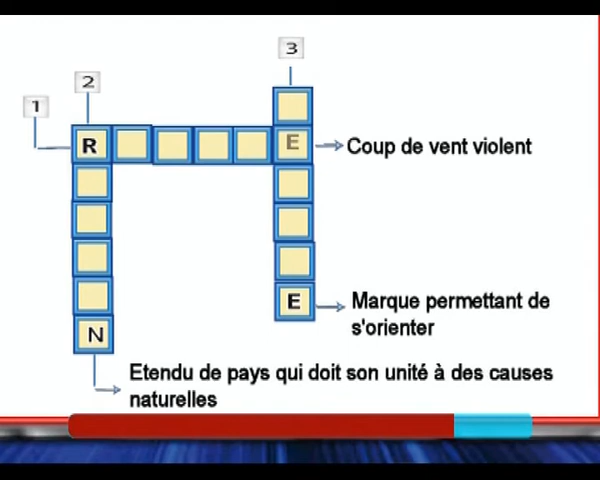 3
2
1
R E Coup de vent violent
E Marque permettant de
s'orienter
N
Etendu de pays qui doit son unité à des causes
naturelles